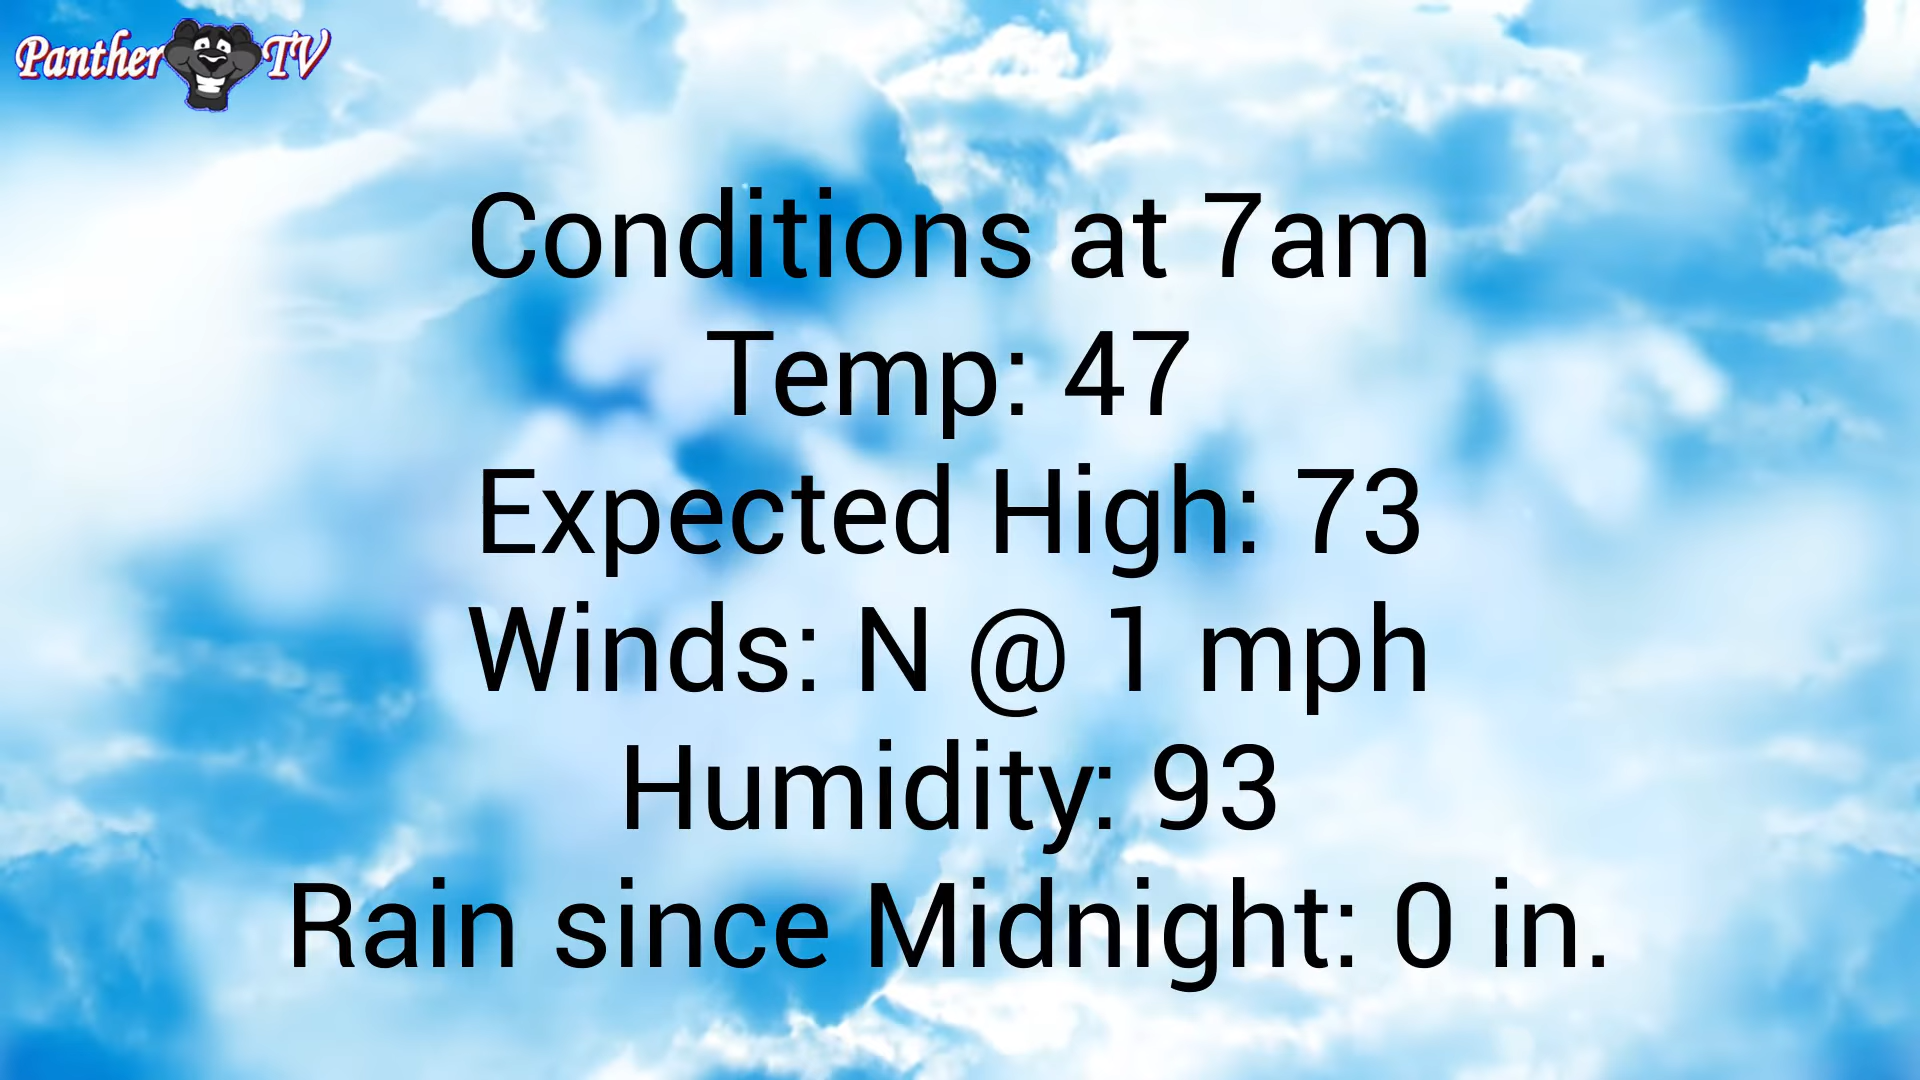 Panther TV
Conditions at 7am
Temp: 47
Expected High: 73
Winds: N @ 1 mph
Humidity: 93
Rain since Midnight: 0 in.